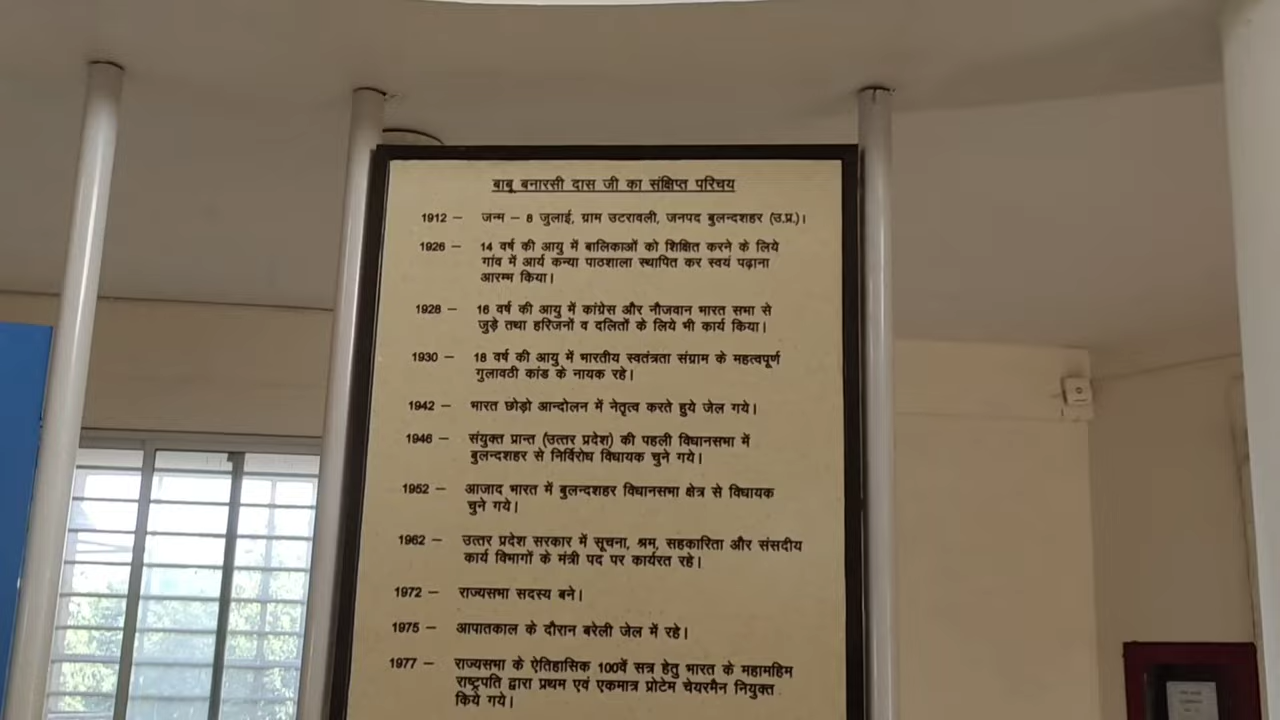 बाबू बनारसी दास जी का संक्षिप्त परिचय
1912 – जन्म – 8 जुलाई, ग्राम उटरावली, जनपद बुलन्दशहर (उ.प्र.)।
1926 – 14 वर्ष की आयु में बालिकाओं को शिक्षित करने के लिये
गांव में आर्य कन्या पाठशाला स्थापित कर स्वयं पढ़ाना
आरम्भ किया।
1928 – 16 वर्ष की आयु में कांग्रेस और नौजवान भारत सभा से
जुड़े तथा हरिजनों व दलितों के लिये भी कार्य किया।
1930 – 18 वर्ष की आयु में भारतीय स्वतंत्रता संग्राम के महत्वपूर्ण
गुलावठी कांड के नायक रहे।
1942 – भारत छोड़ो आन्दोलन में नेतृत्व करते हुये जेल गये।
1946 – संयुक्त प्रान्त (उत्तर प्रदेश) की पहली विधानसभा में
बुलन्दशहर से निर्विरोध विधायक चुने गये।
1952 – आजाद भारत में बुलन्दशहर विधानसभा क्षेत्र से विधायक
चुने गये।
1962 – उत्तर प्रदेश सरकार में सूचना, श्रम, सहकारिता और संसदीय
कार्य विभागों के मंत्री पद पर कार्यरत रहे।
1972 – राज्यसभा सदस्य बने।
1975 – आपातकाल के दौरान बरेली जेल में रहे।
1977 – राज्यसभा के ऐतिहासिक 100वें सत्र हेतु भारत के महामहिम
राष्ट्रपति द्वारा प्रथम एवं एकमात्र प्रोटेम चेयरमैन नियुक्त
किये गये।